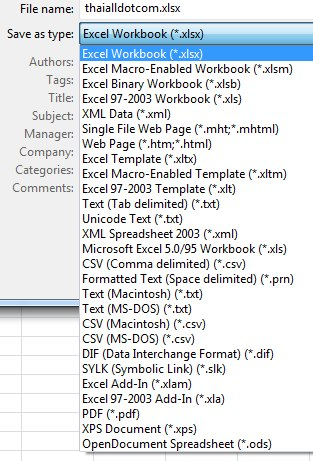 File name: thaialldotcom.xlsx
Save as type: Excel Workbook (*.xlsx)
Excel Workbook (*.xlsx)
Authors:
Excel Macro-Enabled Workbook (*.xlsm)
Tags:
Excel Binary Workbook (*.xlsb)
Title:
Excel 97-2003 Workbook (*.xls)
Subject:
XML Data (*.xml)
Single File Web Page (*.mht;*.mhtml)
Manager:
Web Page (*.htm;*.html)
Company:
Excel Template (*.xltx)
Categories:
Excel Macro-Enabled Template (*.xltm)
Comments:
Excel 97-2003 Template (*.xlt)
Text (Tab delimited) (*.txt)
Unicode Text (*.txt)
XML Spreadsheet 2003 (*.xml)
Microsoft Excel 5.0/95 Workbook (*.xls)
CSV (Comma delimited) (*.csv)
Formatted Text (Space delimited) (*.prn)
Text (Macintosh) (*.txt)
Text (MS-DOS) (*.txt)
CSV (Macintosh) (*.csv)
CSV (MS-DOS) (*.csv)
DIF (Data Interchange Format) (*.dif)
SYLK (Symbolic Link) (*.slk)
Excel Add-In (*.xlam)
Excel 97-2003 Add-In (*.xla)
PDF (*.pdf)
XPS Document (*.xps)
OpenDocument Spreadsheet (*.ods)